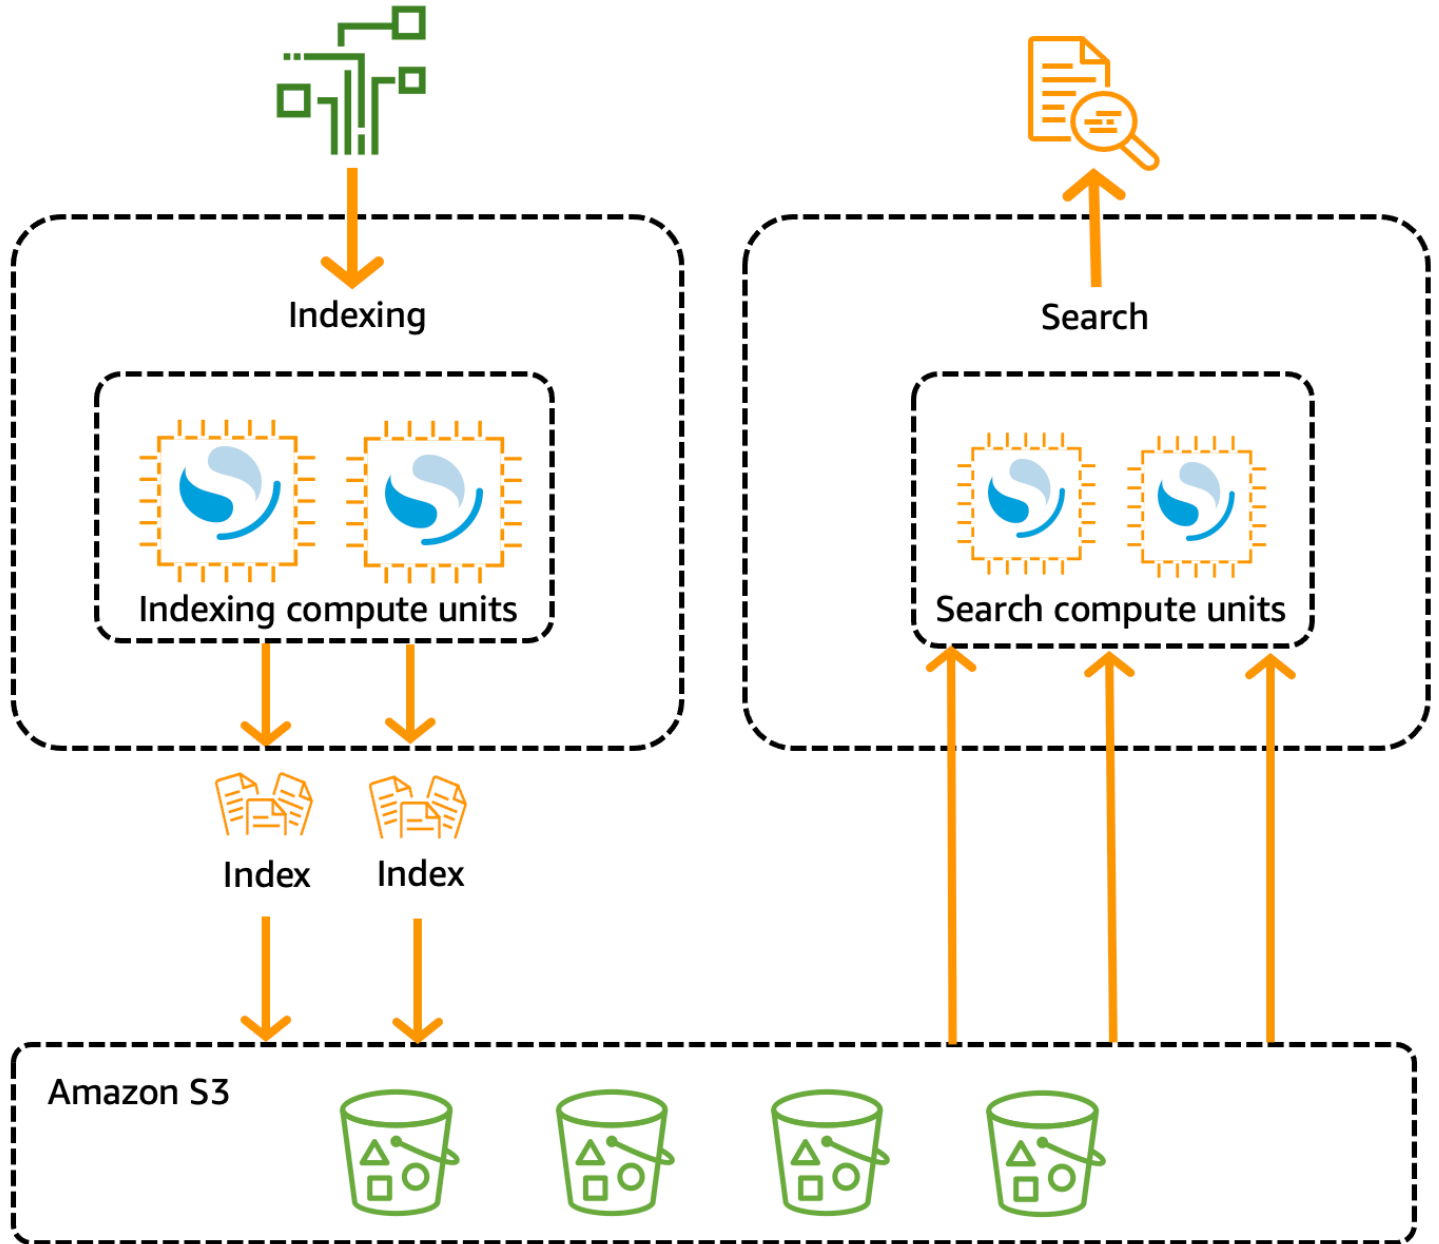 Indexing
Search
Indexing compute units
Search compute units
Index
Index
Amazon S3